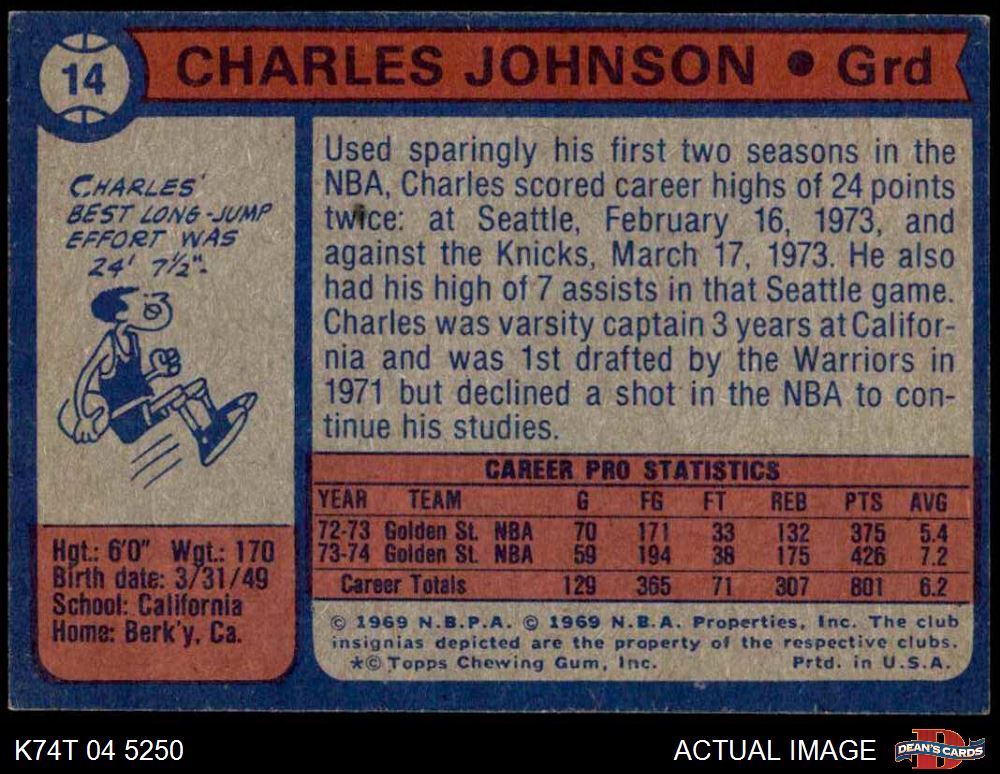 14
CHARLES JOHNSON • Grd
CHARLES'
BEST LONG-JUMP
EFFORT WAS
24' 7½".
Used sparingly his first two seasons in the
NBA, Charles scored career highs of 24 points
twice: at Seattle, February 16, 1973, and
against the Knicks, March 17, 1973. He also
had his high of 7 assists in that Seattle game.
Charles was varsity captain 3 years at Califor-
nia and was 1st drafted by the Warriors in
1971 but declined a shot in the NBA to con-
tinue his studies.
Hgt.: 6'0" Wgt.: 170
Birth date: 3/31/49
School: California
Home: Berk'y, Ca.
CAREER PRO STATISTICS
YEAR TEAM G FG FT REB PTS AVG
72-73 Golden St. NBA 70 171 33 132 375 5.4
73-74 Golden St. NBA 59 194 38 175 426 7.2
Career Totals 129 365 71 307 801 6.2
© 1969 N.B.P.A. © 1969 N.B.A. Properties, Inc. The club
insignias depicted are the property of the respective clubs.
*© Topps Chewing Gum, Inc. Prtd. in U.S.A.
K74T 04 5250
ACTUAL IMAGE
DEAN'S CARDS